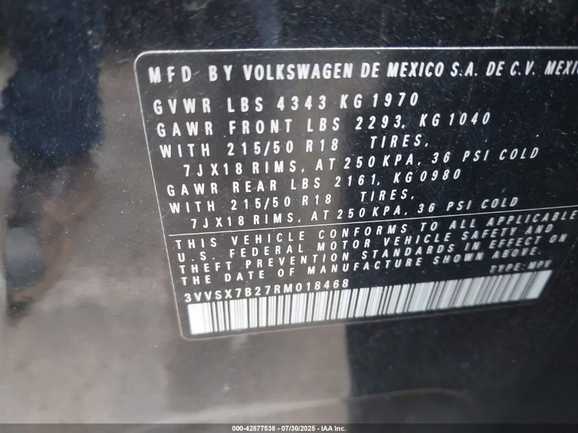 MFD BY VOLKSWAGEN DE MEXICO S.A. DE C.V. MEXIC
GVWR LBS 4343 KG 1970
GAWR FRONT LBS 2293, KG 1040
WITH 215/50 R18 TIRES,
7JX18 RIMS, AT 250 KPA, 36 PSI COLD
GAWR REAR LBS 2161, KG0980
WITH 215/50 R18 TIRES,
7JX18 RIMS, AT 250 KPA, 36 PSI COLD
THIS VEHICLE CONFORMS TO ALL APPLICABLE
U.S. FEDERAL MOTOR VEHICLE SAFETY AND
THEFT PREVENTION STANDARDS IN EFFECT ON
THE DATE OF MANUFACTURE SHOWN ABOVE.
3VVSX7B27RM018468 TYPE: MPV
000-42877538 | 07/30/2025 | IAA Inc.